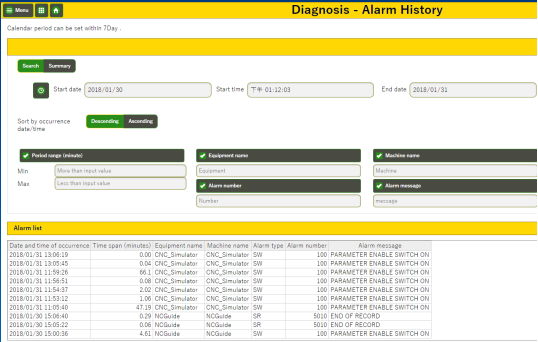 Menu
Diagnosis - Alarm History
Calendar period can be set within 7Day .
Search Summary
Start date 2018/01/30 Start time 下午 01:12:03 End date 2018/01/31
Sort by occurrence date/time Descending Ascending
Period range (minute) Equipment name Machine name
Min More than input value Equipment Machine
Max Less than input value Alarm number Alarm message
Number message
Alarm list
Date and time of occurrence Time span (minutes) Equipment name Machine name Alarm type Alarm number Alarm message
2018/01/31 13:06:19 0.00 CNC_Simulator CNC_Simulator SW 100 PARAMETER ENABLE SWITCH ON
2018/01/31 13:05:45 0.04 CNC_Simulator CNC_Simulator SW 100 PARAMETER ENABLE SWITCH ON
2018/01/31 11:59:26 66.1 CNC_Simulator CNC_Simulator SW 100 PARAMETER ENABLE SWITCH ON
2018/01/31 11:56:51 0.08 CNC_Simulator CNC_Simulator SW 100 PARAMETER ENABLE SWITCH ON
2018/01/31 11:54:37 2.02 CNC_Simulator CNC_Simulator SW 100 PARAMETER ENABLE SWITCH ON
2018/01/31 11:53:12 1.06 CNC_Simulator CNC_Simulator SW 100 PARAMETER ENABLE SWITCH ON
2018/01/31 11:05:40 47.19 CNC_Simulator CNC_Simulator SW 100 PARAMETER ENABLE SWITCH ON
2018/01/30 15:06:40 0.29 NCGuide NCGuide SR 5010 END OF RECORD
2018/01/30 15:05:22 0.06 NCGuide NCGuide SR 5010 END OF RECORD
2018/01/30 15:00:36 4.61 NCGuide NCGuide SW 100 PARAMETER ENABLE SWITCH ON